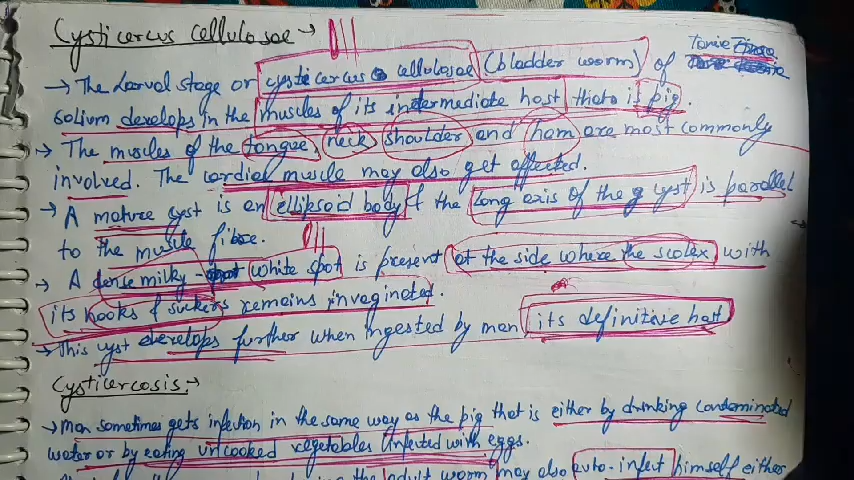 Cysticercus Cellulosae →
→ The Larval stage or cysticercus cellulosae (bladder worm) of Tanie
solium develops in the muscles of its intermediate host that is pig.
→ The muscles of the tongue, neck shoulder and ham are most commonly
involved. The cardiel muscle may also get affected.
→ A mature cyst is an ellipsoid body & the long axis of the cyst is parallel
to the muscle fibre.
→ A dense milky - white spot is present at the side where the scolex with
its hooks & suckers remains invaginated.
→ This cyst develops further when ingested by man its definitive host
Cysticercosis :→
→ Man sometimes gets infection in the same way as the pig that is either by drinking contaminated
water or by eating uncooked vegetables infected with eggs.
the adult worm may also auto-infect himself either